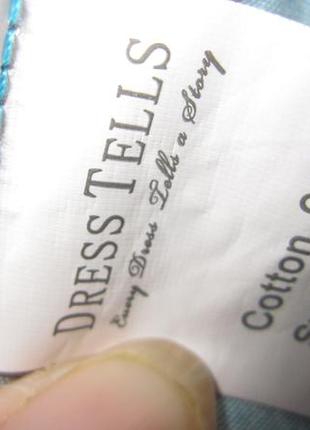 DRESS TELLS
Every Dress Tells a Story
Cotton